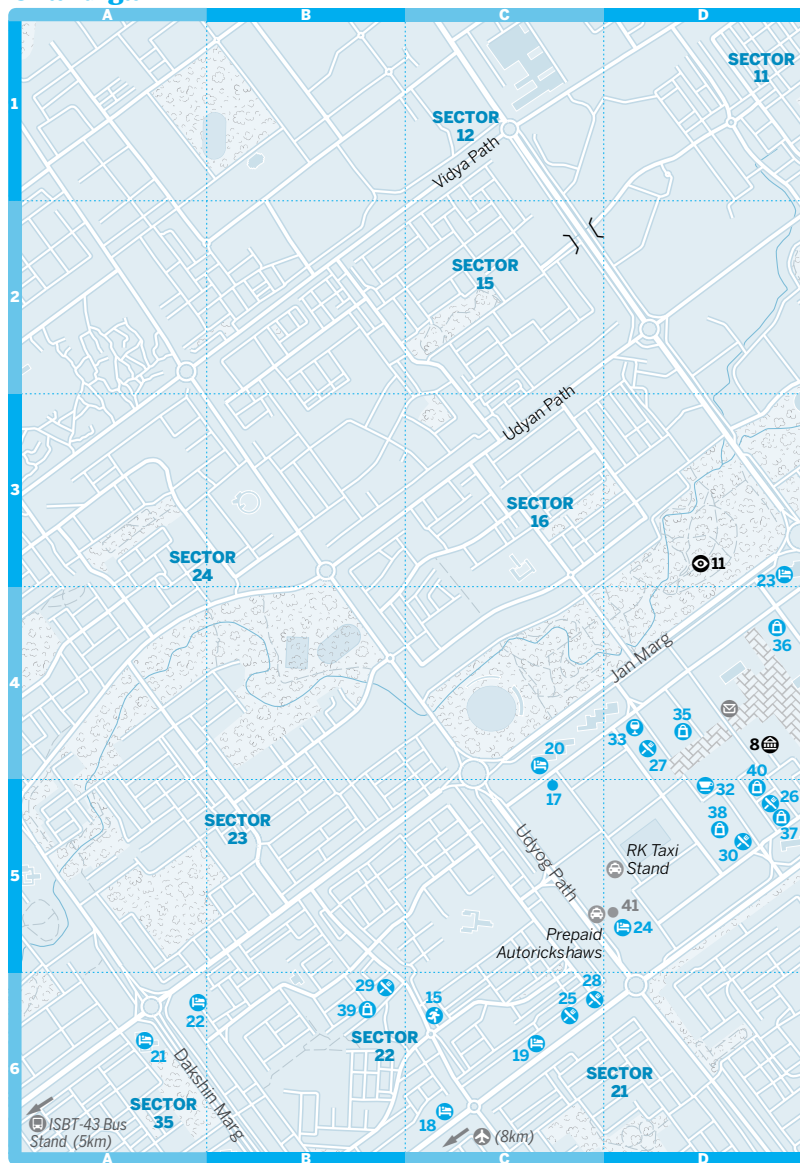 A B C D
1
SECTOR
11
SECTOR
12
Vidya Path
2
SECTOR
15
Udyan Path
3
SECTOR
16
SECTOR
24
11
23
36
4
Jan Marg
35
33
8
27
20
40
17
32
26
38
37
30
SECTOR
23
Udyog Path
RK Taxi
Stand
5
41
24
Prepaid
Autorickshaws
29
28
39
15
25
22
SECTOR
22
21
19
6
Dakshin Marg
SECTOR
21
SECTOR
35
18
ISBT-43 Bus
Stand (5km)
(8km)
A B C D